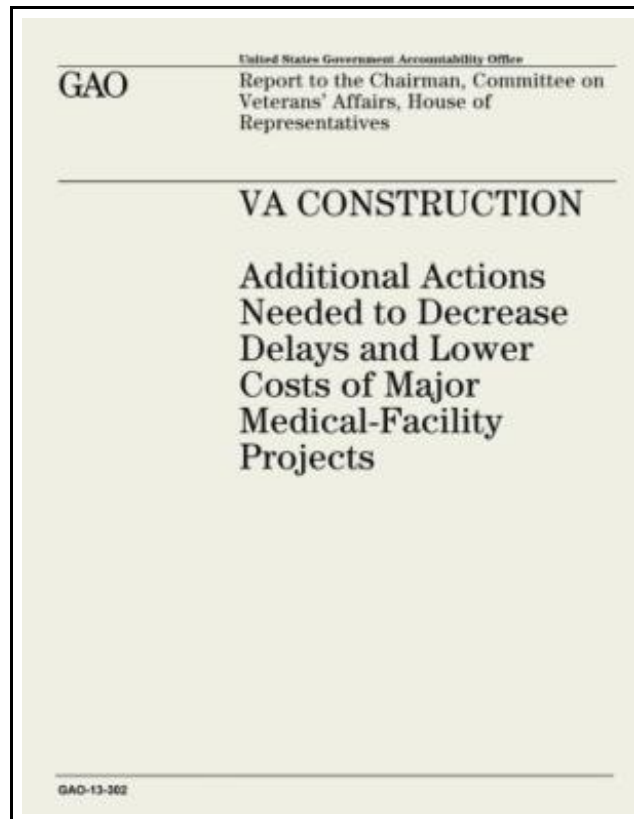 United States Government Accountability Office
GAO
Report to the Chairman, Committee on
Veterans' Affairs, House of
Representatives
VA CONSTRUCTION
Additional Actions
Needed to Decrease
Delays and Lower
Costs of Major
Medical-Facility
Projects
GAO-13-302